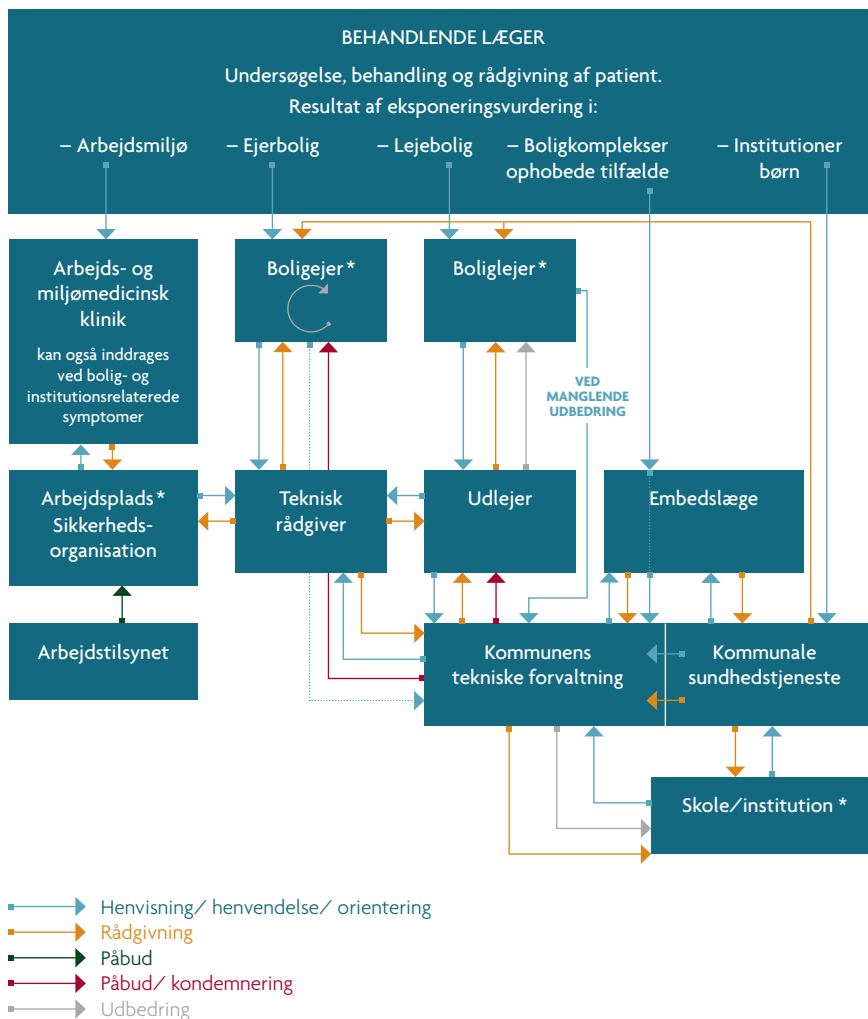 BEHANDLENDE LÆGER
Undersøgelse, behandling og rådgivning af patient.
Resultat af eksponeringsvurdering i:
– Arbejdsmiljø
– Ejerbolig
– Lejebolig
– Boligkomplekser
ophobede tilfælde
– Institutioner
børn
Arbejds- og
miljømedicinsk
klinik
kan også inddrages
ved bolig- og
institutionsrelaterede
symptomer
Boligejer *
Boliglejer *
VED
MANGLENDE
UDBEDRING
Arbejdsplads *
Sikkerheds-
organisation
Teknisk
rådgiver
Udlejer
Embedslæge
Arbejdstilsynet
Kommunens
tekniske forvaltning
Kommunale
sundhedstjeneste
Skole/institution *
Henvisning/ henvendelse/ orientering
Rådgivning
Påbud
Påbud/ kondemnering
Udbedring